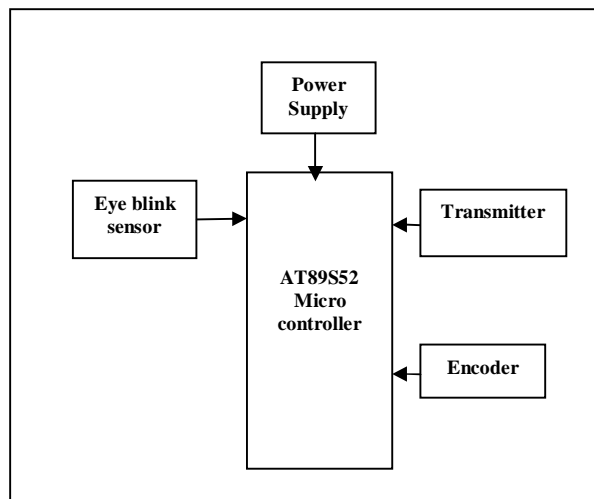 Power
Supply
Eye blink
sensor
Transmitter
AT89S52
Micro
controller
Encoder